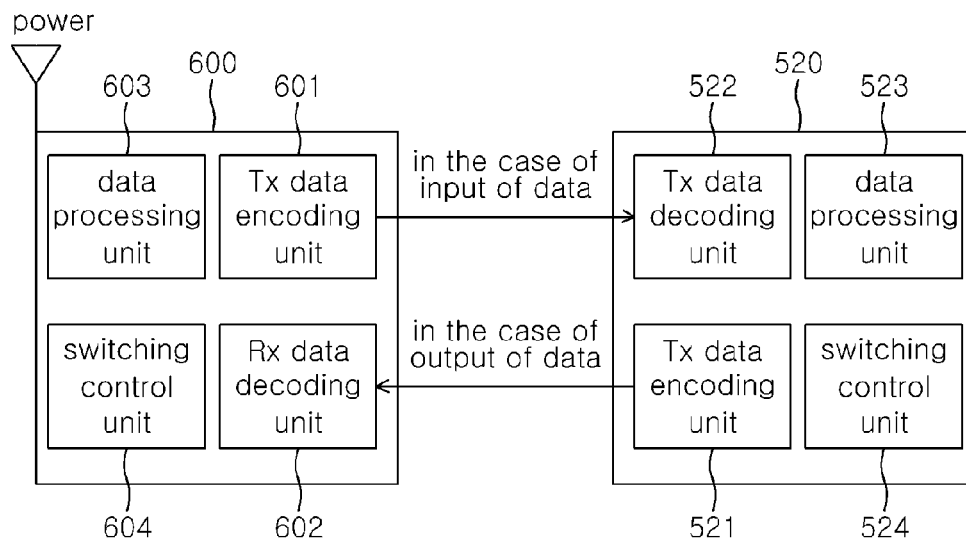 power
603
600
601
522
520
523
data
processing
unit
Tx data
encoding
unit
in the case of
input of data
Tx data
decoding
unit
data
processing
unit
switching
control
unit
Rx data
decoding
unit
in the case of
output of data
Tx data
encoding
unit
switching
control
unit
604
602
521
524